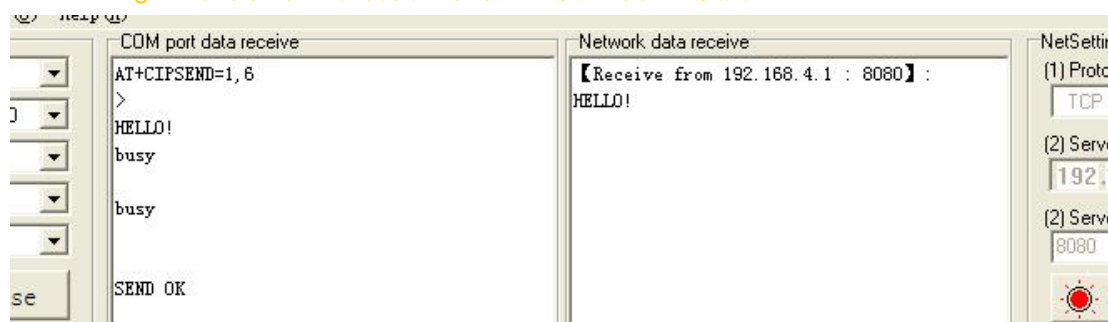 Help (H)
COM port data receive
AT+CIPSEND=1,6
>
HELLO!
busy
busy
SEND OK
Network data receive
【Receive from 192.168.4.1 : 8080】:
HELLO!
NetSettin
(1) Proto
TCP
(2) Serve
192.
(2) Serve
8080
se